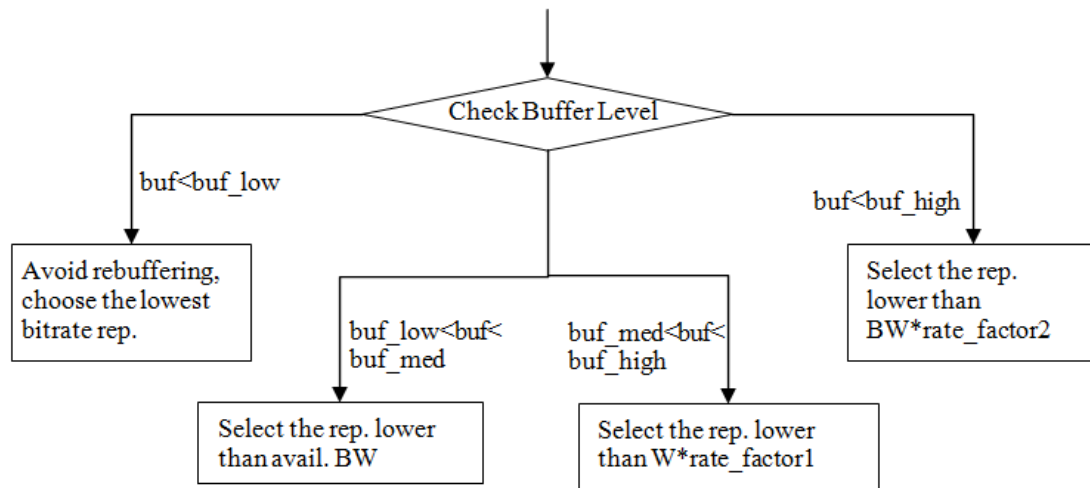 Check Buffer Level
buf<buf_low
buf<buf_high
Avoid rebuffering,
choose the lowest
bitrate rep.
Select the rep.
lower than
BW*rate_factor2
buf_low<buf<
buf_med
buf_med<buf<
buf_high
Select the rep. lower
than avail. BW
Select the rep. lower
than W*rate_factor1